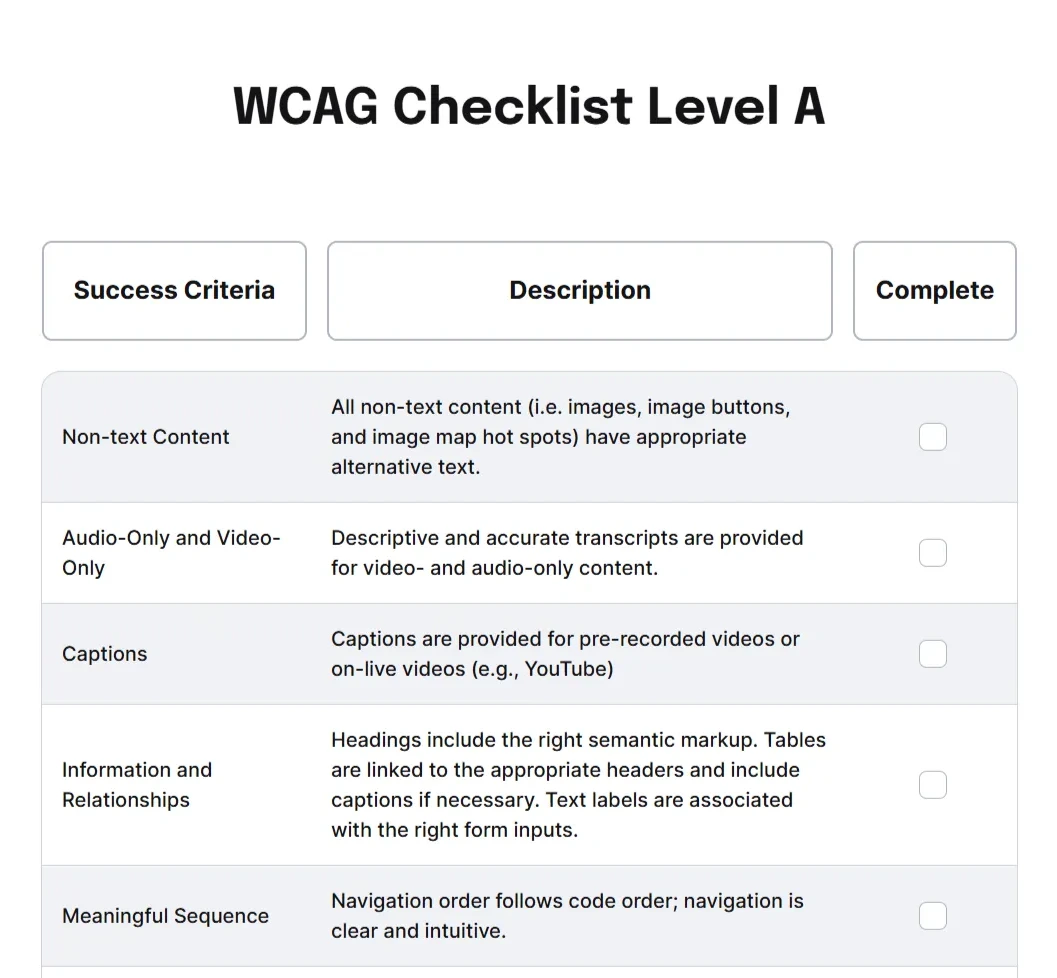 WCAG Checklist Level A
Success Criteria
Description
Complete
Non-text Content
All non-text content (i.e. images, image buttons,
and image map hot spots) have appropriate
alternative text.
Audio-Only and Video-
Only
Descriptive and accurate transcripts are provided
for video- and audio-only content.
Captions
Captions are provided for pre-recorded videos or
on-live videos (e.g., YouTube)
Information and
Relationships
Headings include the right semantic markup. Tables
are linked to the appropriate headers and include
captions if necessary. Text labels are associated
with the right form inputs.
Meaningful Sequence
Navigation order follows code order; navigation is
clear and intuitive.